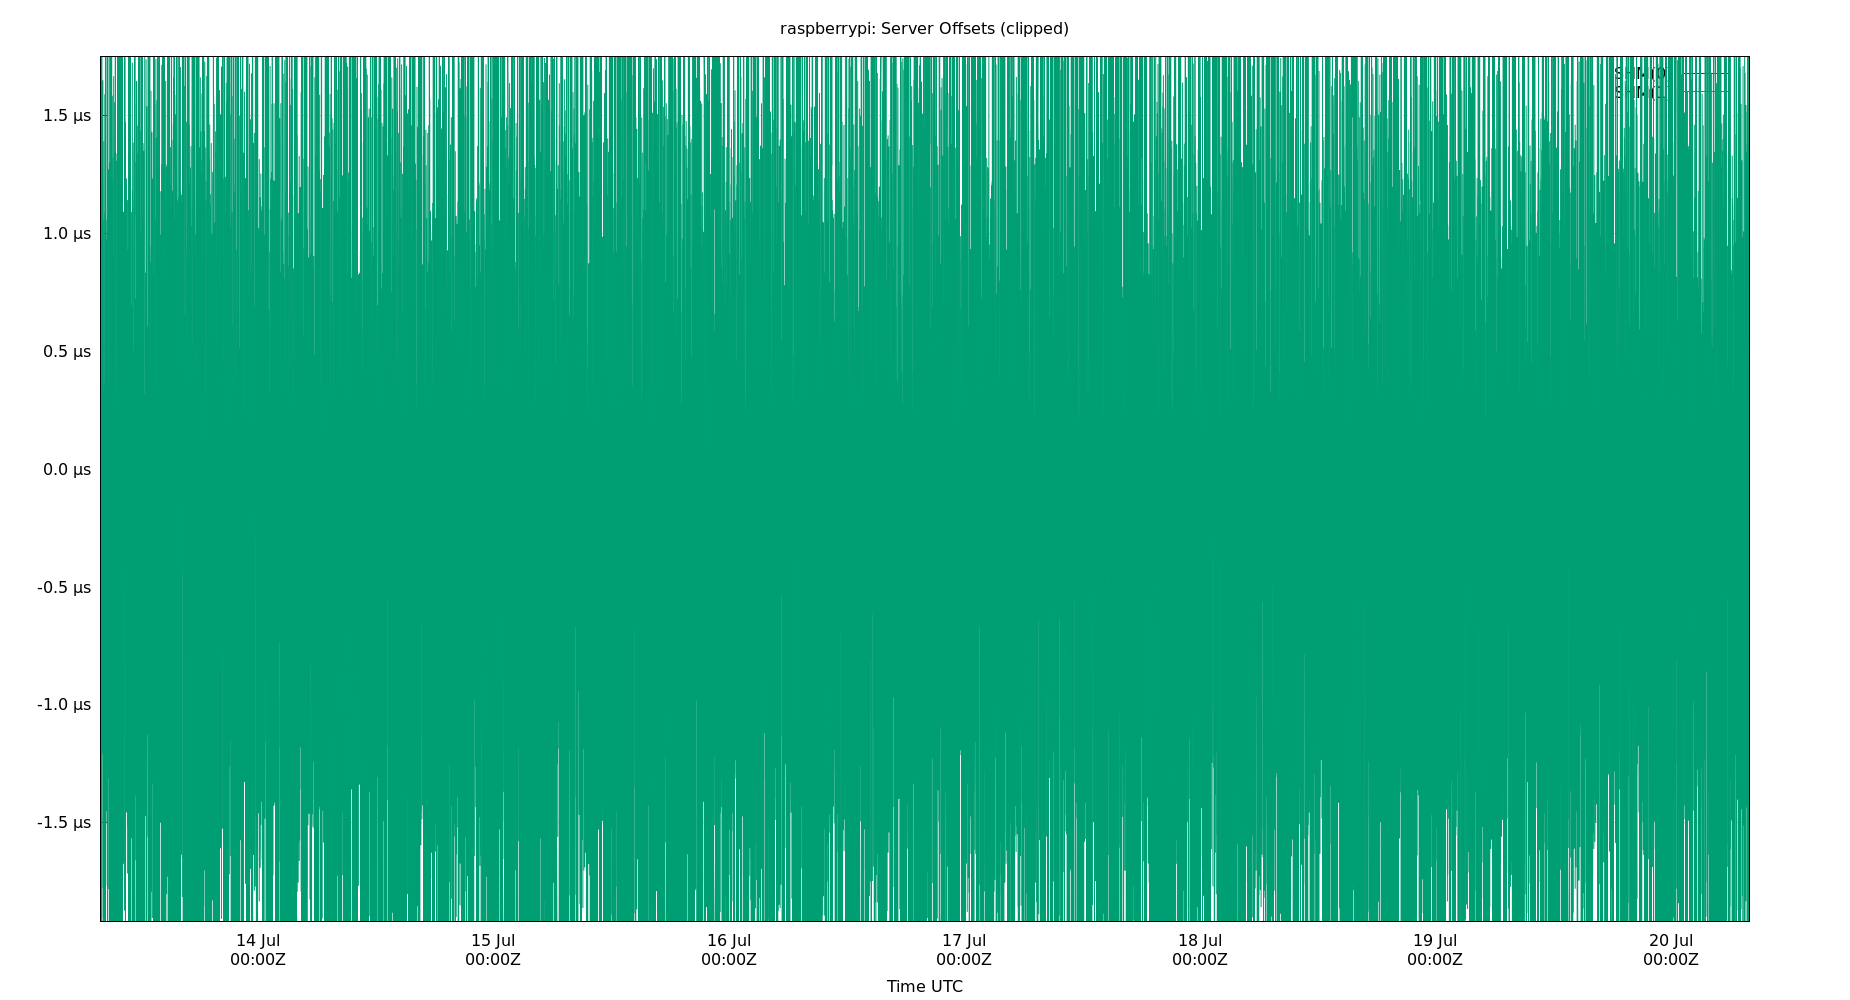 raspberrypi: Server Offsets (clipped)
SHM(0)
1.5 µs
1.0 µs
0.5 µs
0.0 µs
-0.5 µs
-1.0 µs
-1.5 µs
14 Jul 15 Jul 16 Jul 17 Jul 18 Jul 19 Jul 20 Jul
00:00Z 00:00Z 00:00Z 00:00Z 00:00Z 00:00Z 00:00Z
Time UTC